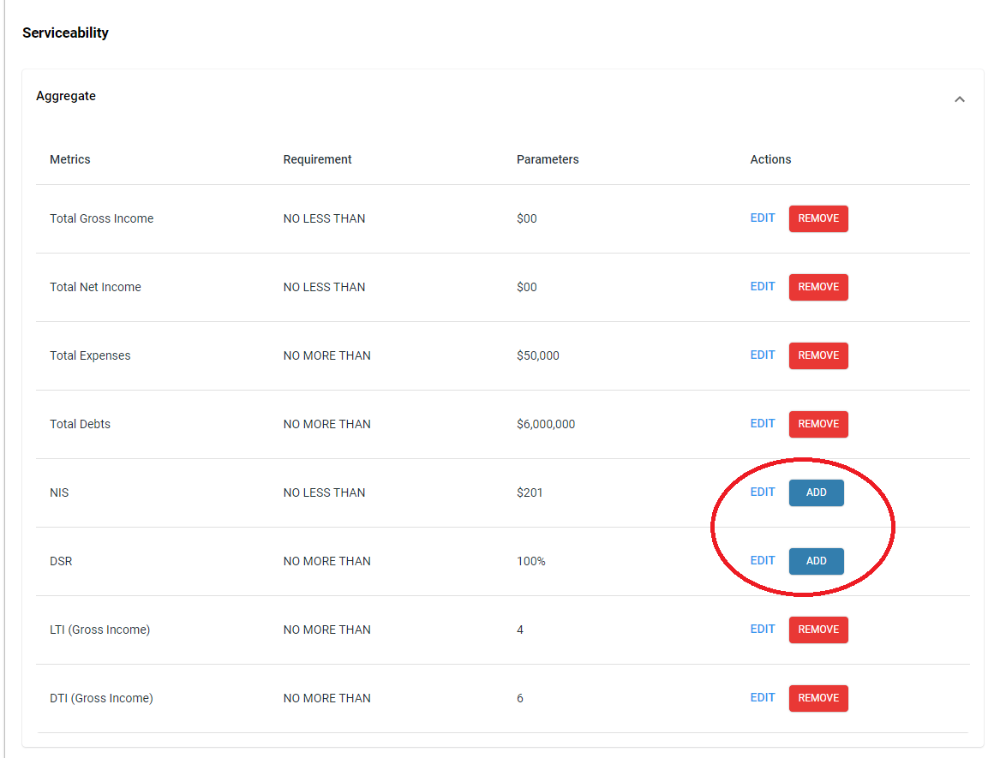 Serviceability
Aggregate
Metrics Requirement Parameters Actions
Total Gross Income NO LESS THAN $00 EDIT REMOVE
Total Net Income NO LESS THAN $00 EDIT REMOVE
Total Expenses NO MORE THAN $50,000 EDIT REMOVE
Total Debts NO MORE THAN $6,000,000 EDIT REMOVE
NIS NO LESS THAN $201 EDIT ADD
DSR NO MORE THAN 100% EDIT ADD
LTI (Gross Income) NO MORE THAN 4 EDIT REMOVE
DTI (Gross Income) NO MORE THAN 6 EDIT REMOVE